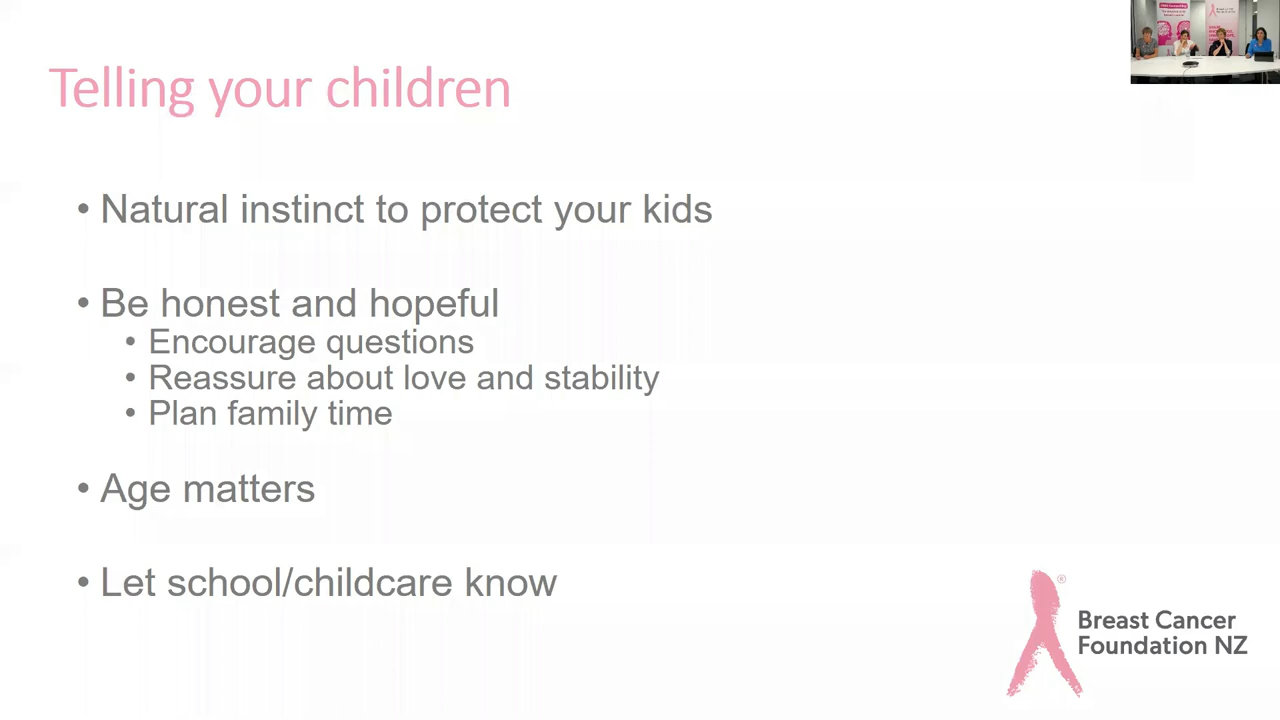 Telling your children
• Natural instinct to protect your kids
• Be honest and hopeful
• Encourage questions
• Reassure about love and stability
• Plan family time
• Age matters
• Let school/childcare know
®
Breast Cancer
Foundation NZ